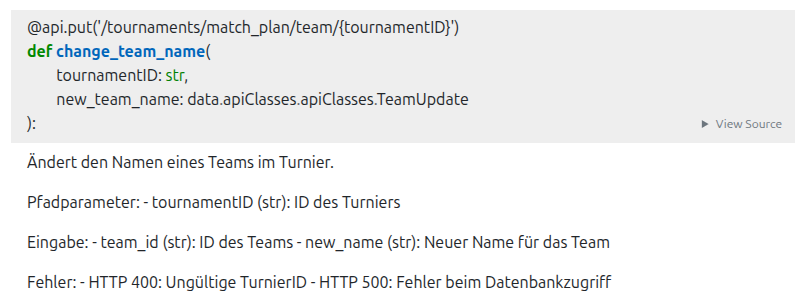 @api.put('/tournaments/match_plan/team/{tournamentID}')
def change_team_name(
tournamentID: str,
new_team_name: data.apiClasses.apiClasses.TeamUpdate
):
▶ View Source
Ändert den Namen eines Teams im Turnier.
Pfadparameter: - tournamentID (str): ID des Turniers
Eingabe: - team_id (str): ID des Teams - new_name (str): Neuer Name für das Team
Fehler: - HTTP 400: Ungültige TurnierID - HTTP 500: Fehler beim Datenbankzugriff